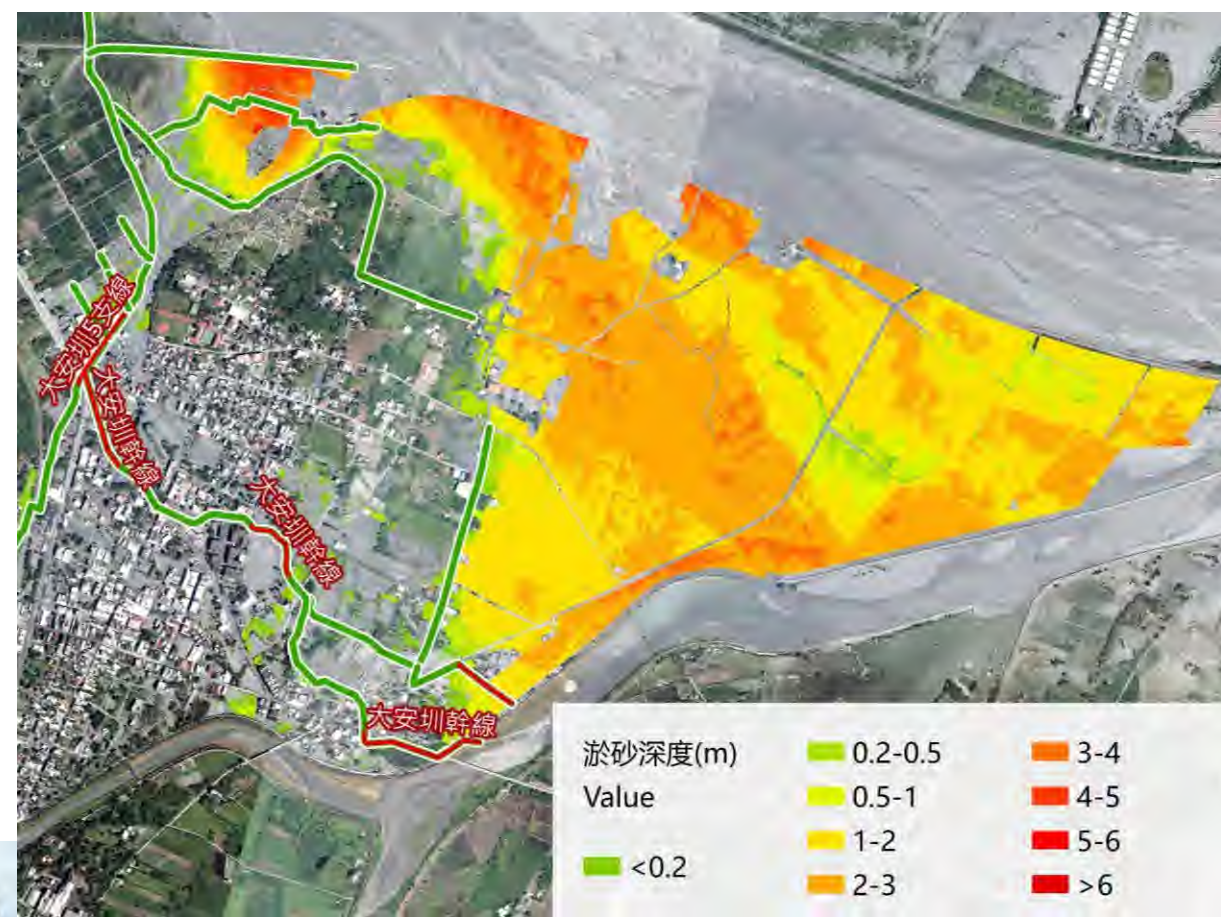 大安圳5支線
大安圳幹線
大安圳幹線
大安圳幹線
淤砂深度(m)
Value
<0.2
0.2-0.5
0.5-1
1-2
2-3
3-4
4-5
5-6
>6